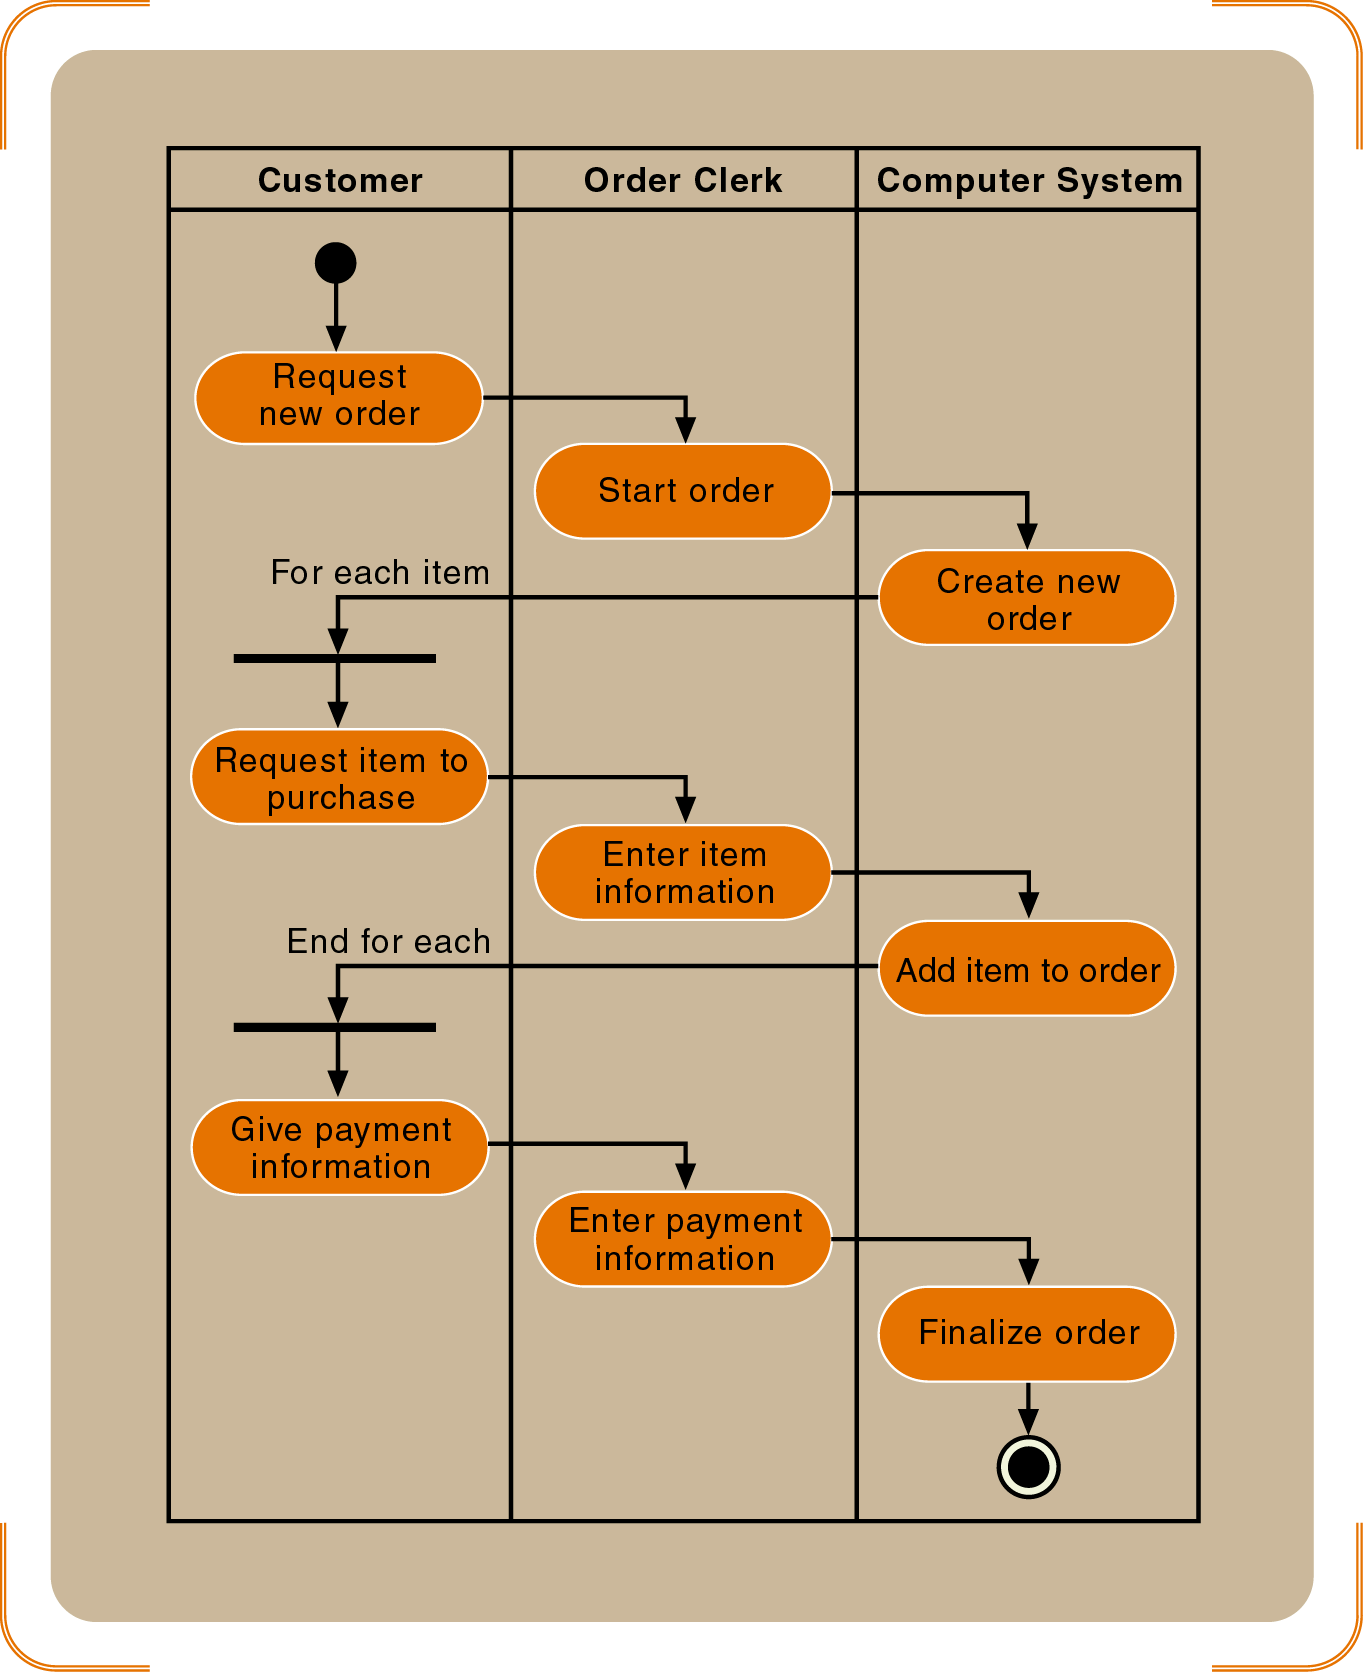 Customer
Order Clerk
Computer System
Request
new order
Start order
Create new
order
For each item
Request item to
purchase
Enter item
information
Add item to order
End for each
Give payment
information
Enter payment
information
Finalize order